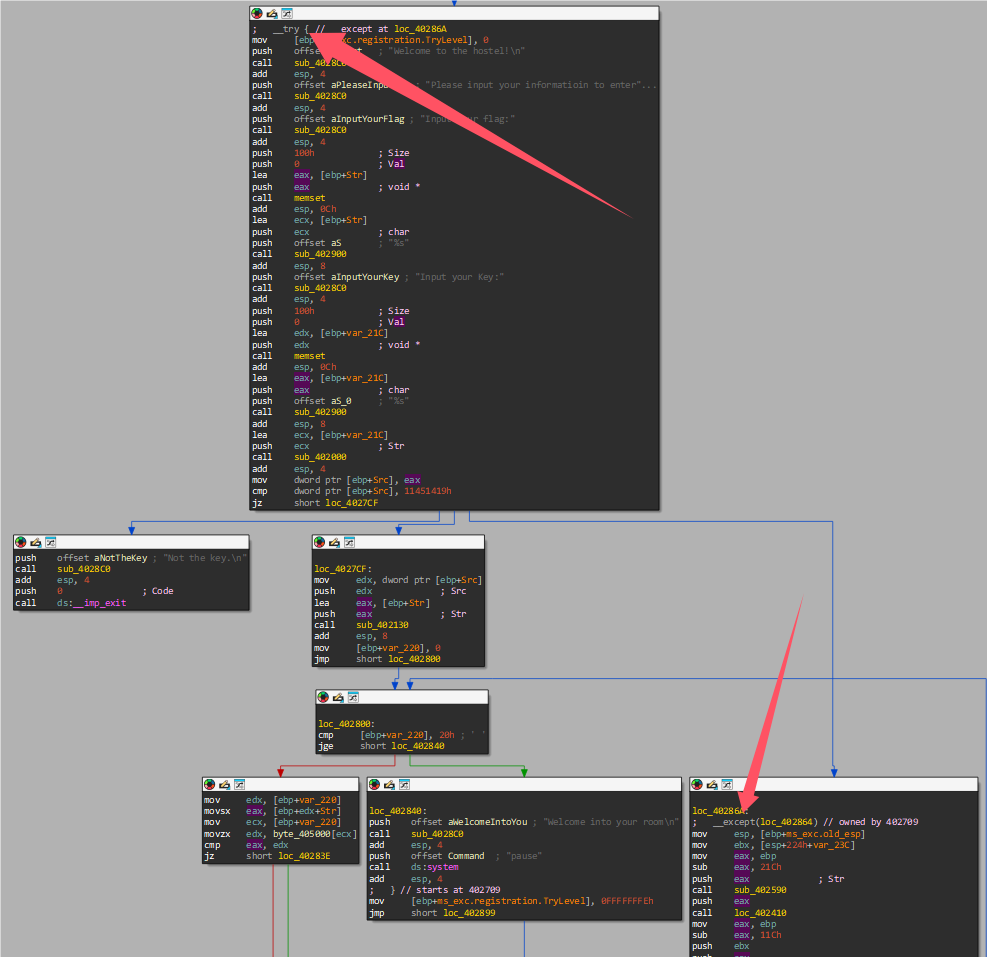 ; __try { // __except at loc_40286A
mov [ebp+ms_exc.registration.TryLevel], 0
push offset ; "Welcome to the hostel!\n"
call sub_4028C0
add esp, 4
push offset aPleaseInpu ; "Please input your informatioin to enter"...
call sub_4028C0
add esp, 4
push offset aInputYourFlag ; "Input your flag:"
call sub_4028C0
add esp, 4
push 100h ; Size
push 0 ; Val
lea eax, [ebp+Str]
push eax ; void *
call memset
add esp, 0Ch
lea ecx, [ebp+Str]
push ecx ; char
push offset aS ; "%s"
call sub_402900
add esp, 8
push offset aInputYourKey ; "Input your Key:"
call sub_4028C0
add esp, 4
push 100h ; Size
push 0 ; Val
lea edx, [ebp+var_21C]
push edx ; void *
call memset
add esp, 0Ch
lea eax, [ebp+var_21C]
push eax ; char
push offset aS_0 ; "%s"
call sub_402900
add esp, 8
lea ecx, [ebp+var_21C]
push ecx ; Str
call sub_402000
add esp, 4
mov dword ptr [ebp+Src], eax
cmp dword ptr [ebp+Src], 11451419h
jz short loc_4027CF
push offset aNotTheKey ; "Not the key.\n"
call sub_4028C0
add esp, 4
push 0 ; Code
call ds:__imp_exit
loc_4027CF:
mov edx, dword ptr [ebp+Src]
push edx ; Src
lea eax, [ebp+Str]
push eax ; Str
call sub_402130
add esp, 8
mov [ebp+var_220], 0
jmp short loc_402800
loc_402800:
cmp [ebp+var_220], 20h ; ' '
jge short loc_402840
mov edx, [ebp+var_220]
movsx eax, [ebp+edx+Str]
mov ecx, [ebp+var_220]
movzx edx, byte_405000[ecx]
cmp eax, edx
jz short loc_40283E
loc_402840:
push offset aWelcomeIntoYou ; "Welcome into your room\n"
call sub_4028C0
add esp, 4
push offset Command ; "pause"
call ds:system
add esp, 4
; } // starts at 402709
mov [ebp+ms_exc.registration.TryLevel], 0FFFFFFFEh
jmp short loc_402899
loc_40286A:
; __except(loc_402864) // owned by 402709
mov esp, [ebp+ms_exc.old_esp]
mov ebx, [esp+224h+var_23C]
mov eax, ebp
sub eax, 21Ch
push eax ; Str
call sub_402590
push eax
call loc_402410
mov eax, ebp
sub eax, 11Ch
push ebx